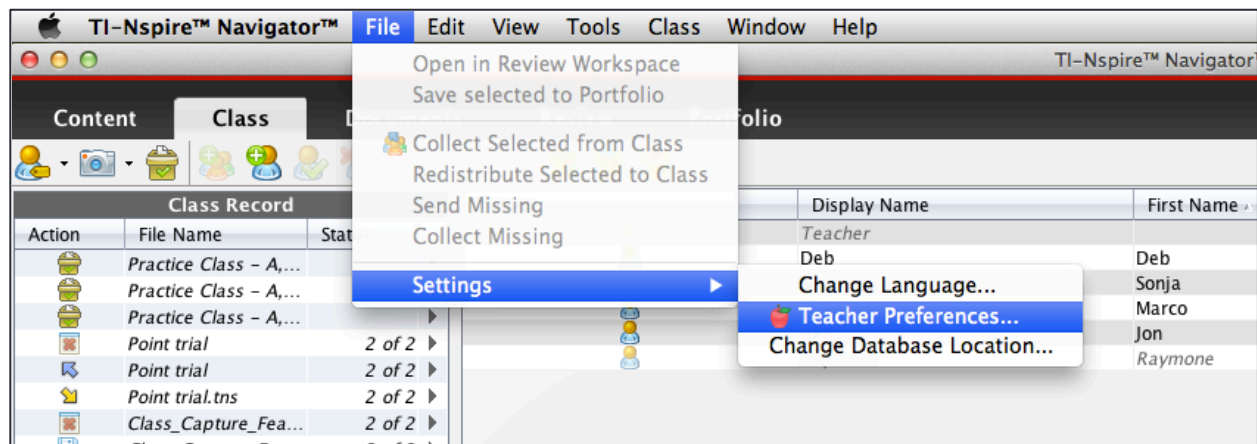 TI-Nspire™ Navigator™ File Edit View Tools Class Window Help
TI-Nspire™ Navigator
Content Class
Open in Review Workspace
Save selected to Portfolio
Collect Selected from Class
Redistribute Selected to Class
Send Missing
Collect Missing
Settings
Change Language...
Teacher Preferences...
Change Database Location...
Class Record
Action File Name
Practice Class - A,...
Practice Class - A,...
Practice Class - A,...
Point trial 2 of 2
Point trial 2 of 2
Point trial.tns 2 of 2
Class_Capture_Fea... 2 of 2
Display Name First Name
Teacher
Deb Deb
Sonja
Marco
Jon
Raymone